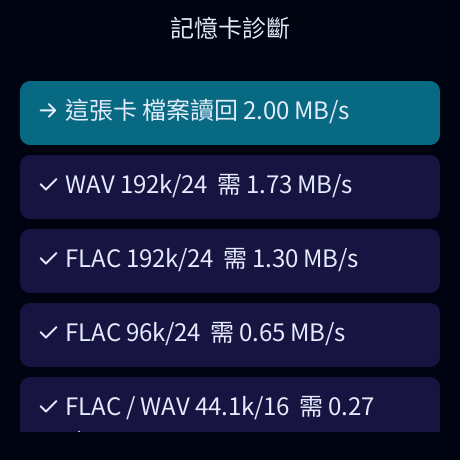 記憶卡診斷
→ 這張卡 檔案讀回 2.00 MB/s
✓ WAV 192k/24 需 1.73 MB/s
✓ FLAC 192k/24 需 1.30 MB/s
✓ FLAC 96k/24 需 0.65 MB/s
✓ FLAC / WAV 44.1k/16 需 0.27